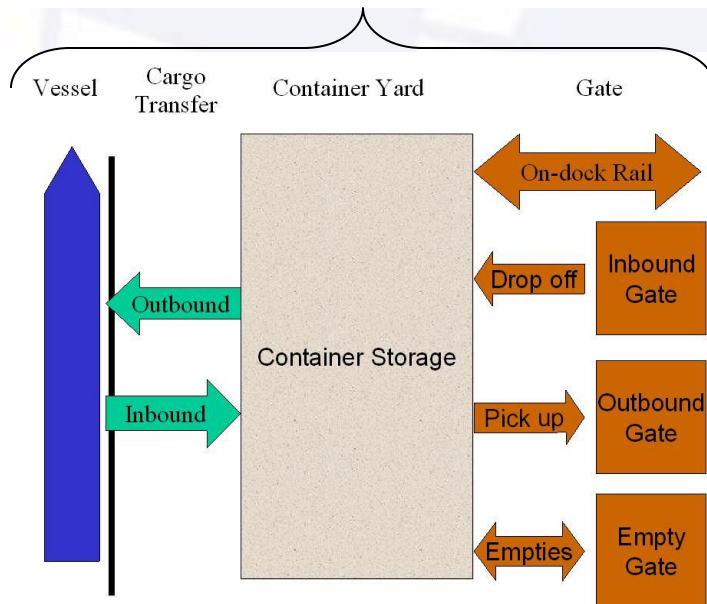 Vessel
Cargo
Transfer
Container Yard
Gate
On-dock Rail
Drop off
Inbound
Gate
Outbound
Container Storage
Inbound
Pick up
Outbound
Gate
Empties
Empty
Gate